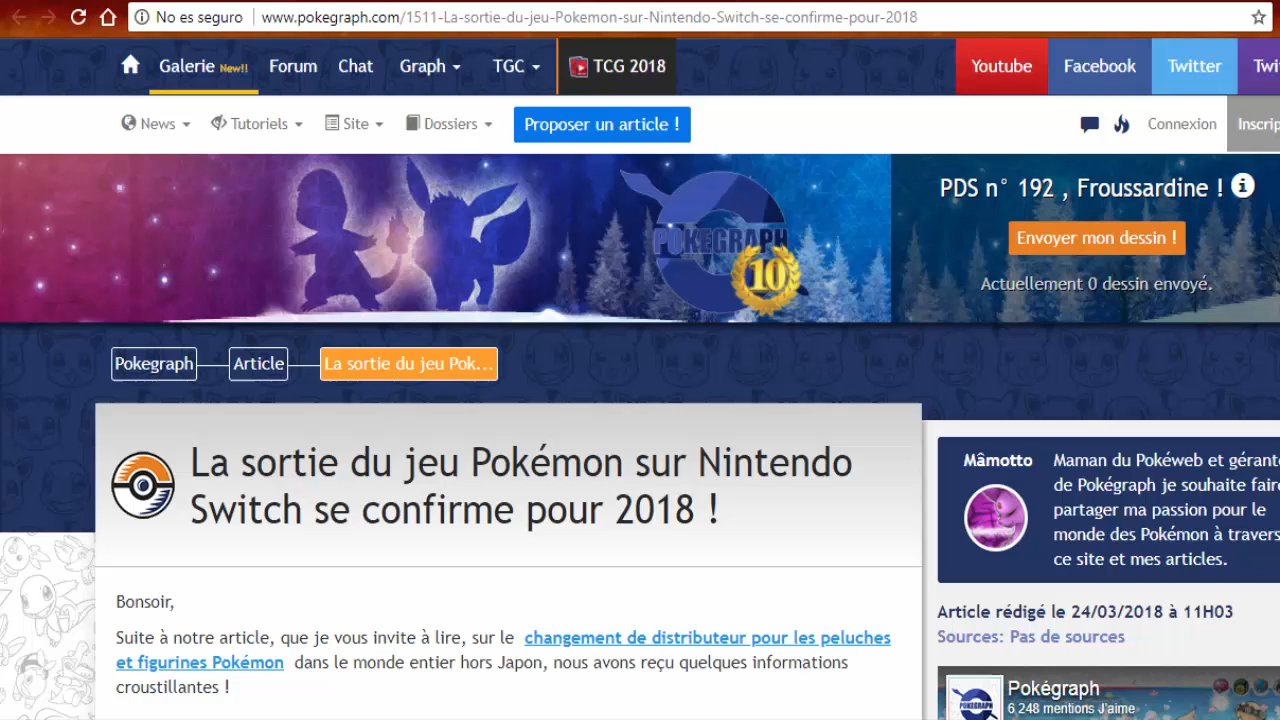 No es seguro www.pokegraph.com/1511-La-sortie-du-jeu-Pokemon-sur-Nintendo-Switch-se-confirme-pour-2018
Galerie New!! Forum Chat Graph TGC TCG 2018 Youtube Facebook Twitter Twi
News Tutoriels Site Dossiers Proposer un article ! Connexion Inscrip
POKEGRAPH
10
PDS n° 192 , Froussardine !
Envoyer mon dessin !
Actuellement 0 dessin envoyé.
Pokegraph Article La sortie du jeu Pok...
La sortie du jeu Pokémon sur Nintendo
Switch se confirme pour 2018 !
Bonsoir,
Suite à notre article, que je vous invite à lire, sur le changement de distributeur pour les peluches
et figurines Pokémon dans le monde entier hors Japon, nous avons reçu quelques informations
croustillantes !
Mâmotto
Maman du Pokéweb et gérante
de Pokégraph je souhaite faire
partager ma passion pour le
monde des Pokémon à travers
ce site et mes articles.
Article rédigé le 24/03/2018 à 11H03
Sources: Pas de sources
POKEGRAPH
Pokégraph
6 248 mentions J'aime